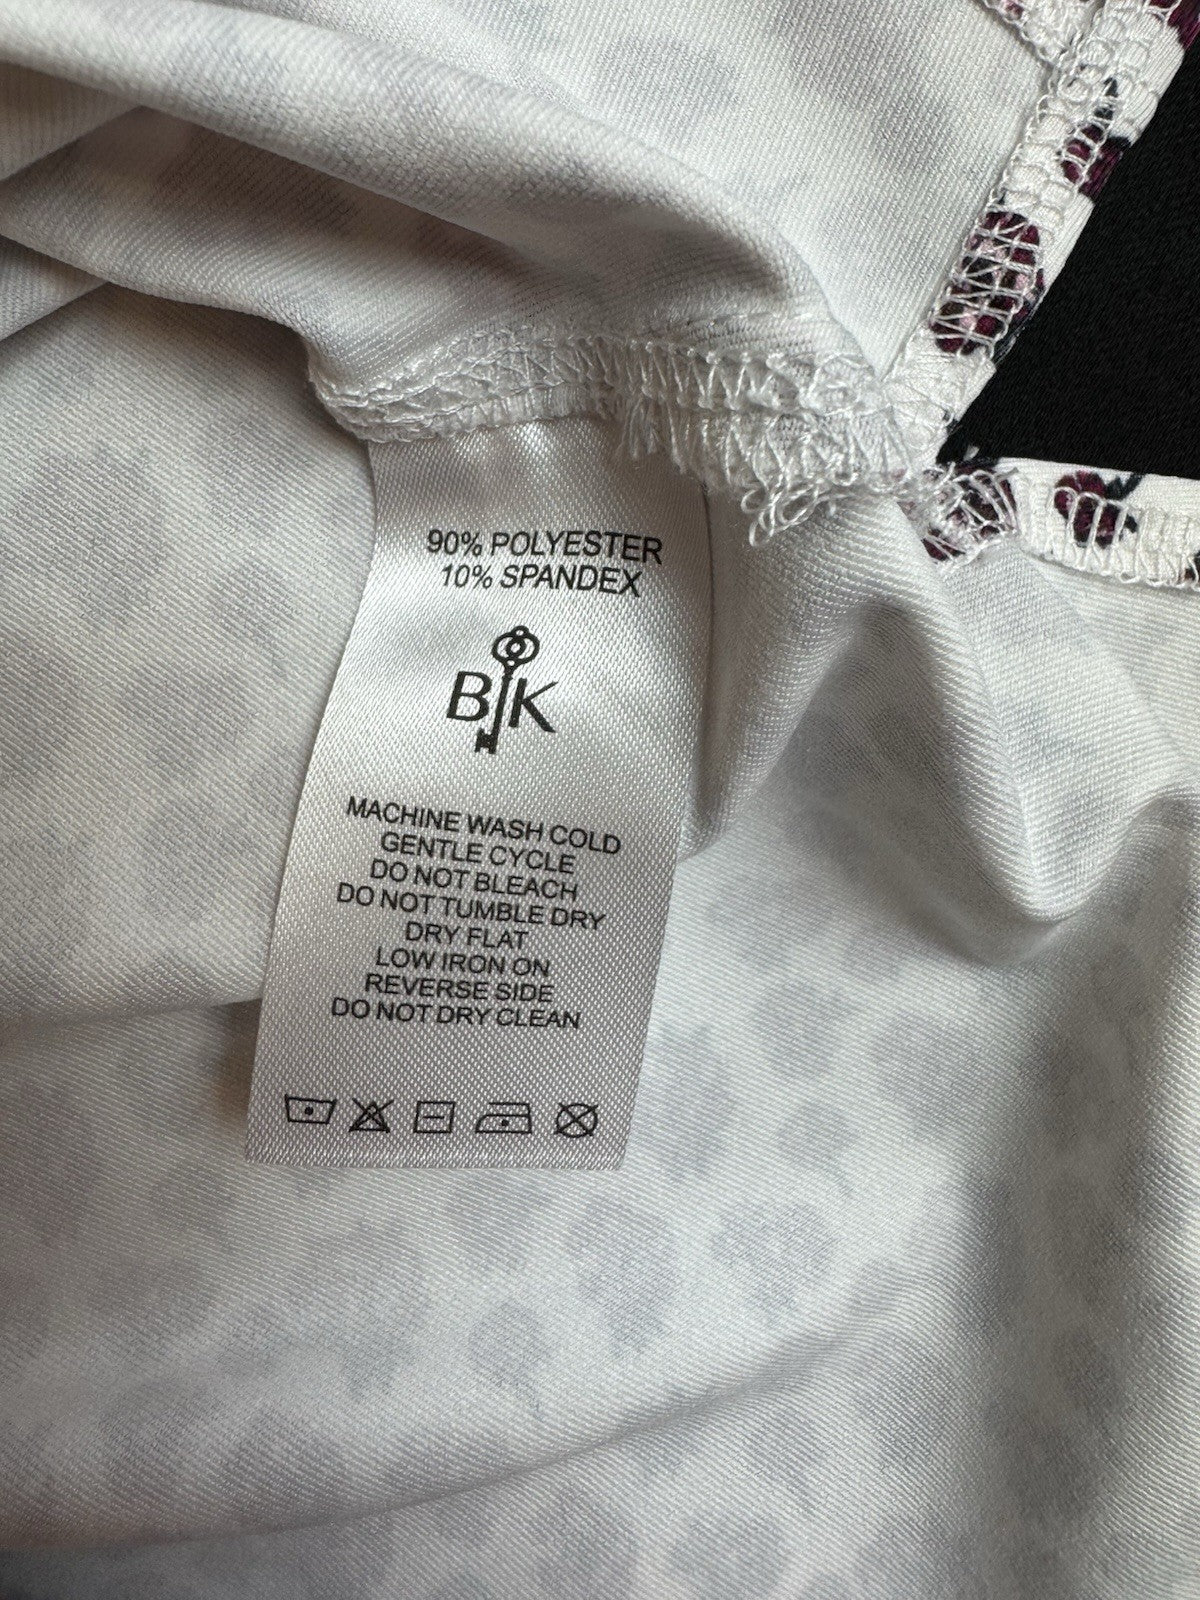 90% POLYESTER
10% SPANDEX
BJK
MACHINE WASH COLD
GENTLE CYCLE
DO NOT BLEACH
DO NOT TUMBLE DRY
DRY FLAT
LOW IRON ON
REVERSE SIDE
DO NOT DRY CLEAN